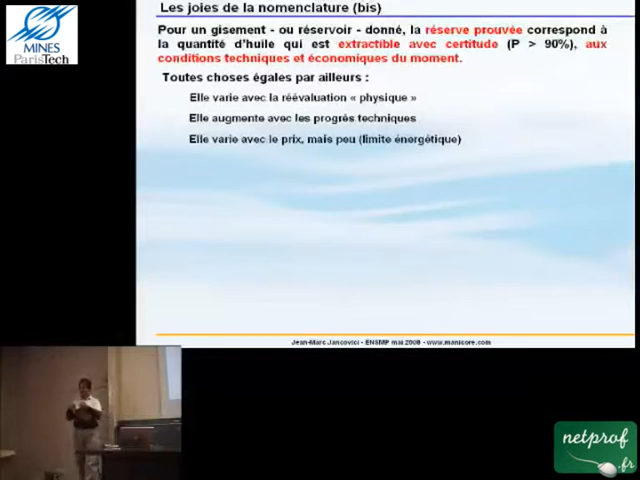 Les joies de la nomenclature (bis)
MINES
ParisTech
Pour un gisement - ou réservoir - donné, la réserve prouvée correspond à
la quantité d'huile qui est extractible avec certitude (P > 90%), aux
conditions techniques et économiques du moment.
Toutes choses égales par ailleurs :
Elle varie avec la réévaluation « physique »
Elle augmente avec les progrès techniques
Elle varie avec le prix, mais peu (limite énergétique)
Jean-Marc Jancovici - ENSMP mai 2008 - www.manicore.com
netprof
.fr